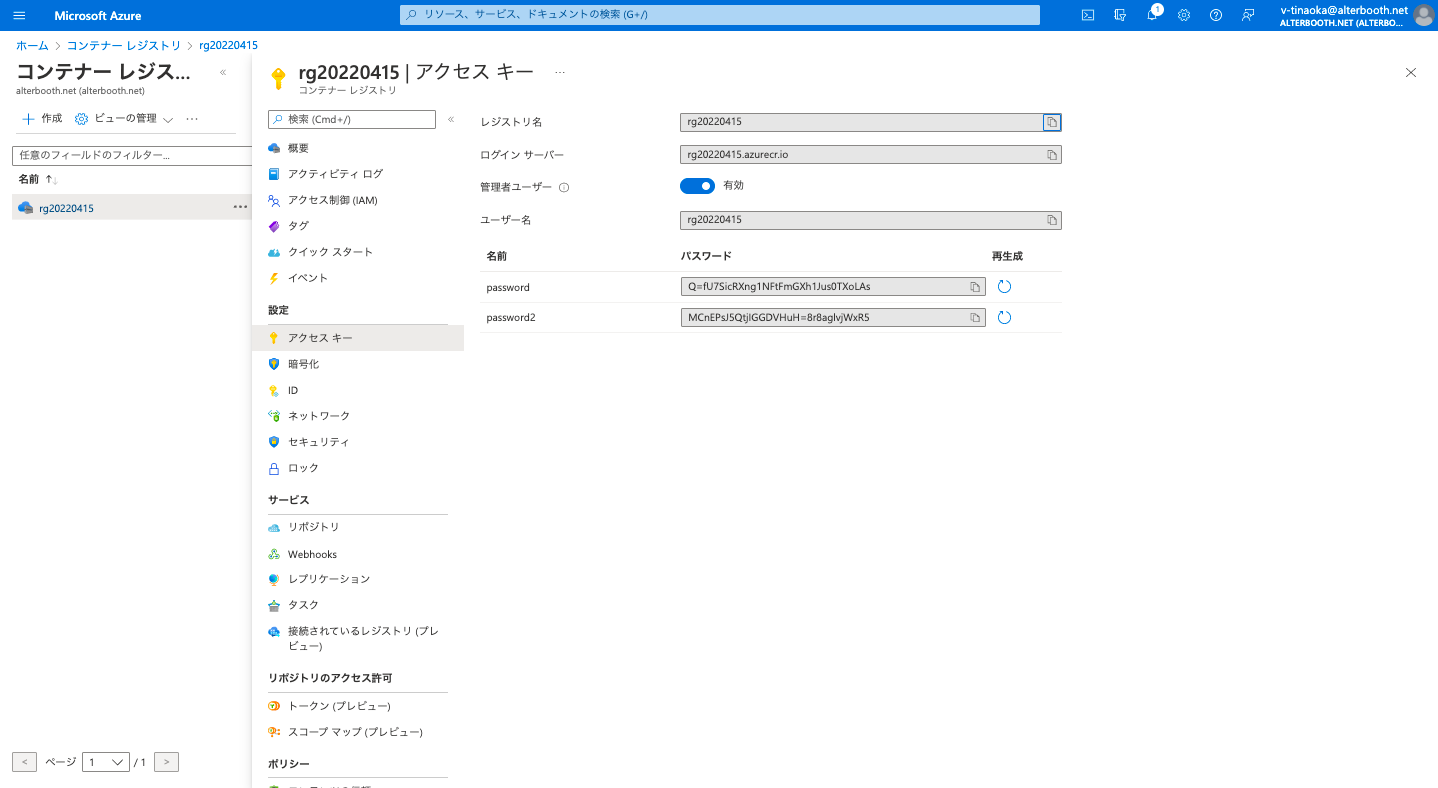 Microsoft Azure
リソース、サービス、ドキュメントの検索 (G+/)
1
v-tinaoka@alterbooth.net
ALTERBOOTH.NET (ALTERBO...
ホーム > コンテナー レジストリ > rg20220415
コンテナー レジス...
«
alterbooth.net (alterbooth.net)
+ 作成
ビューの管理
...
任意のフィールドのフィルター...
名前 ↑↓
rg20220415
...
< ページ 1 / 1 >
rg20220415 | アクセス キー
...
コンテナー レジストリ
検索 (Cmd+/)
«
概要
アクティビティ ログ
アクセス制御 (IAM)
タグ
クイック スタート
イベント
設定
アクセス キー
暗号化
ID
ネットワーク
セキュリティ
ロック
サービス
リポジトリ
Webhooks
レプリケーション
タスク
接続されているレジストリ (プレ
ビュー)
リポジトリのアクセス許可
トークン (プレビュー)
スコープ マップ (プレビュー)
ポリシー
レジストリ名
rg20220415
ログイン サーバー
rg20220415.azurecr.io
管理者ユーザー
有効
ユーザー名
rg20220415
名前 パスワード 再生成
password Q=fU7SicRXng1NFtFmGXh1Jus0TXoLAs
password2 MCnEPsJ5QtjIGGDVHuH=8r8aglvjWxR5